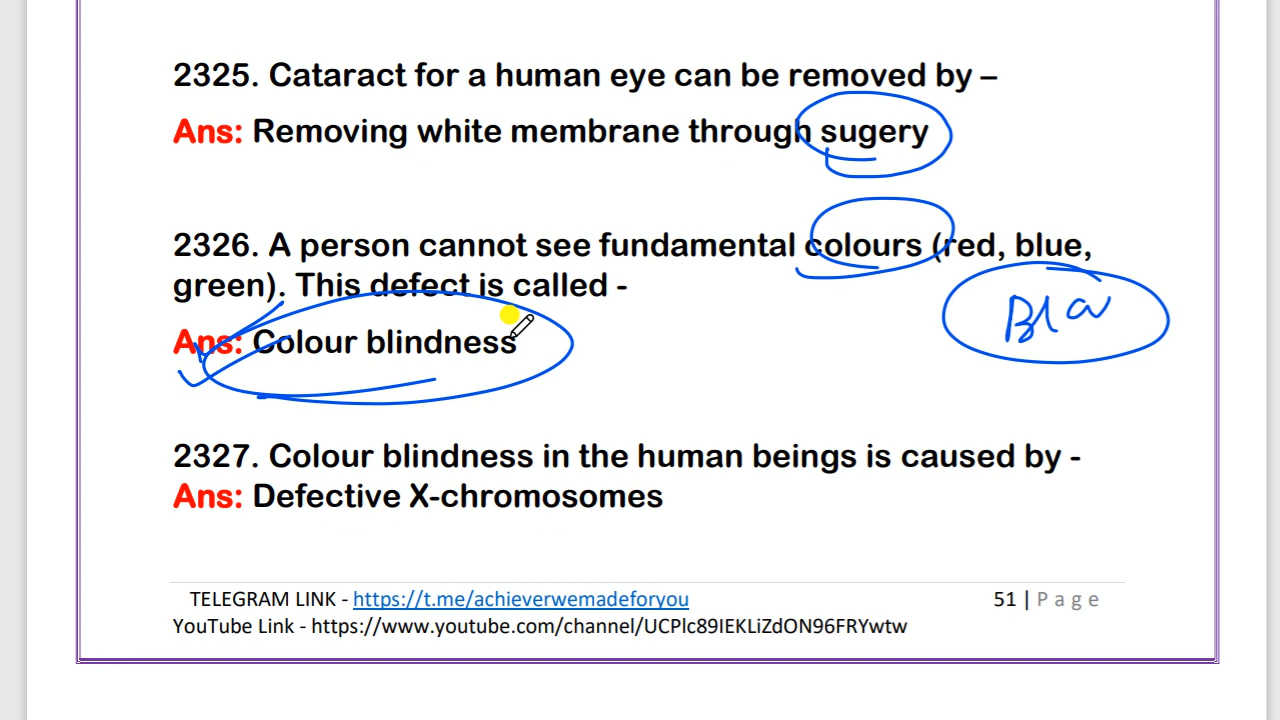 2325. Cataract for a human eye can be removed by –
Ans: Removing white membrane through sugery
2326. A person cannot see fundamental colours (red, blue,
green). This defect is called -
Ans: Colour blindness
2327. Colour blindness in the human beings is caused by -
Ans: Defective X-chromosomes
TELEGRAM LINK - https://t.me/achieverwemadeforyou 51 | Page
YouTube Link - https://www.youtube.com/channel/UCPlc89IEKLiZdON96FRYwtw